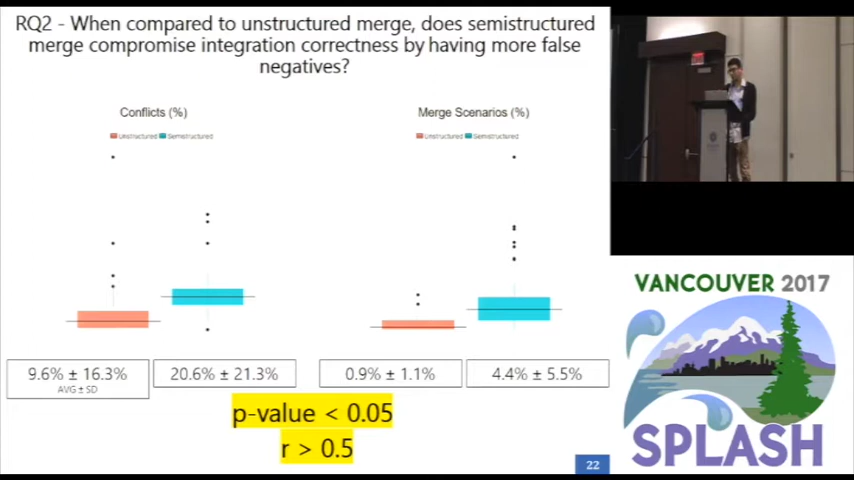 RQ2 - When compared to unstructured merge, does semistructured
merge compromise integration correctness by having more false
negatives?
Conflicts (%)
Unstructured Semistructured
Merge Scenarios (%)
Unstructured Semistructured
9.6% ± 16.3%
AVG ± SD
20.6% ± 21.3%
0.9% ± 1.1%
4.4% ± 5.5%
p-value < 0.05
r > 0.5
22
VANCOUVER 2017
SPLASH